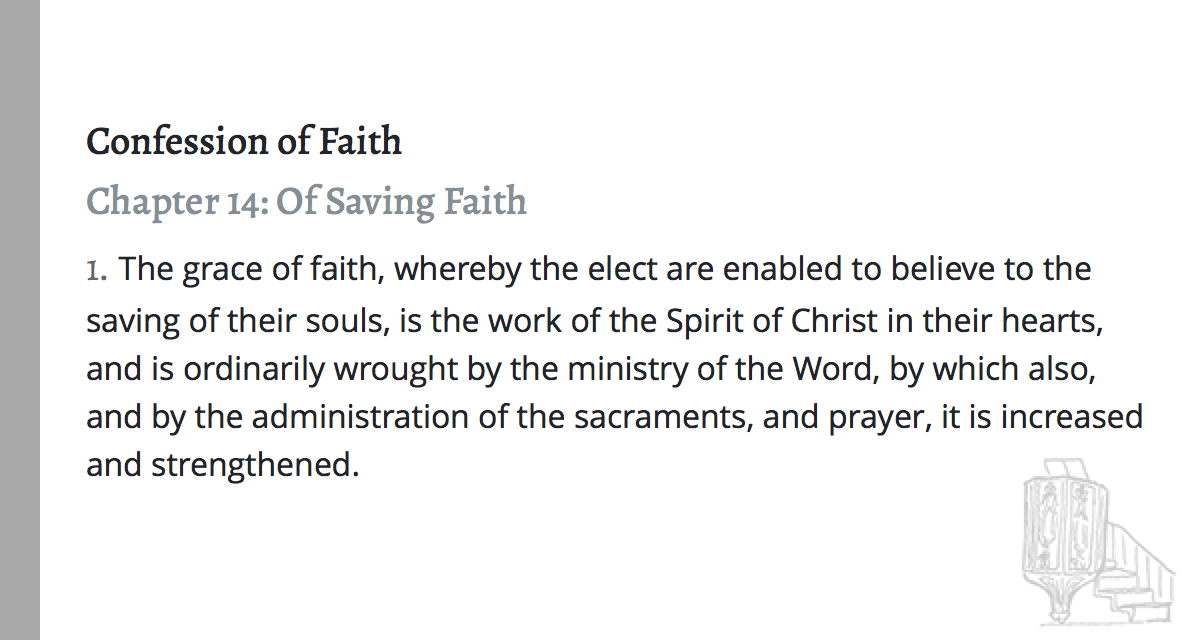 Confession of Faith
Chapter 14: Of Saving Faith
1. The grace of faith, whereby the elect are enabled to believe to the
saving of their souls, is the work of the Spirit of Christ in their hearts,
and is ordinarily wrought by the ministry of the Word, by which also,
and by the administration of the sacraments, and prayer, it is increased
and strengthened.